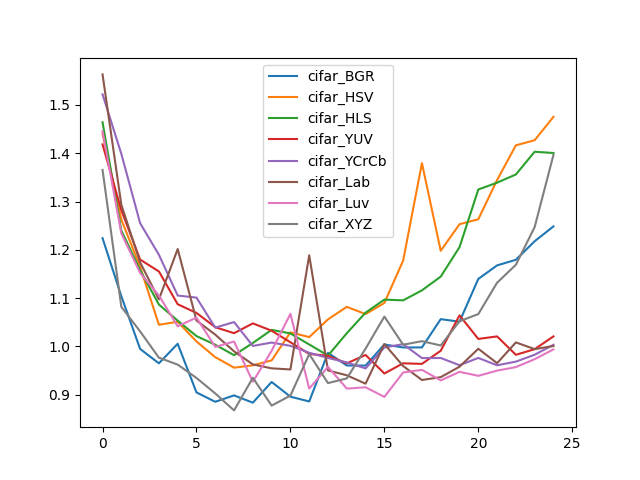 cifar_BGR
cifar_HSV
cifar_HLS
cifar_YUV
cifar_YCrCb
cifar_Lab
cifar_Luv
cifar_XYZ
1.5
1.4
1.3
1.2
1.1
1.0
0.9
0 5 10 15 20 25